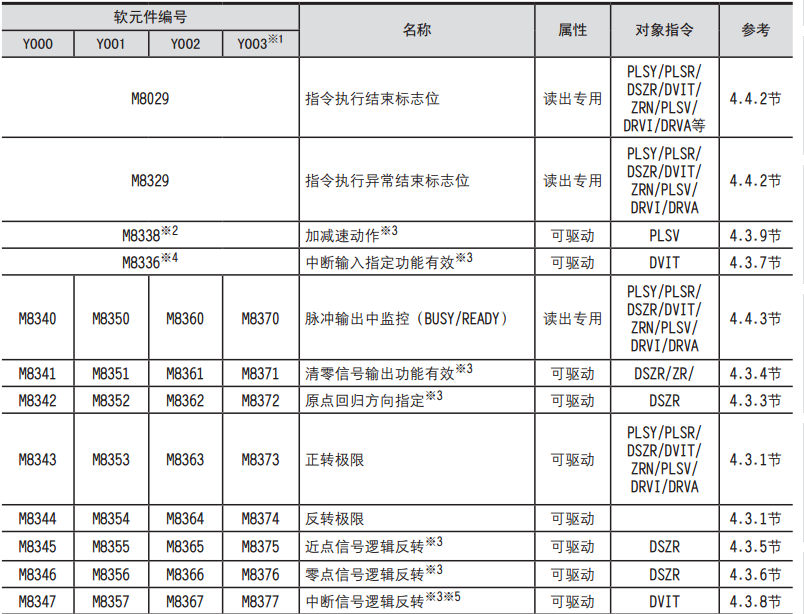 软元件编号 名称 属性 对象指令 参考
Y000 Y001 Y002 Y003※1
M8029 指令执行结束标志位 读出专用 PLSY/PLSR/
DSZR/DVIT/
ZRN/PLSV/
DRVI/DRVA等 4.4.2节
M8329 指令执行异常结束标志位 读出专用 PLSY/PLSR/
DSZR/DVIT/
ZRN/PLSV/
DRVI/DRVA 4.4.2节
M8338※2 加减速动作※3 可驱动 PLSV 4.3.9节
M8336※4 中断输入指定功能有效※3 可驱动 DVIT 4.3.7节
M8340 M8350 M8360 M8370 脉冲输出中监控（BUSY/READY） 读出专用 PLSY/PLSR/
DSZR/DVIT/
ZRN/PLSV/
DRVI/DRVA 4.4.3节
M8341 M8351 M8361 M8371 清零信号输出功能有效※3 可驱动 DSZR/ZR/ 4.3.4节
M8342 M8352 M8362 M8372 原点回归方向指定※3 可驱动 DSZR 4.3.3节
M8343 M8353 M8363 M8373 正转极限 可驱动 PLSY/PLSR/
DSZR/DVIT/
ZRN/PLSV/
DRVI/DRVA 4.3.1节
M8344 M8354 M8364 M8374 反转极限 可驱动 4.3.1节
M8345 M8355 M8365 M8375 近点信号逻辑反转※3 可驱动 DSZR 4.3.5节
M8346 M8356 M8366 M8376 零点信号逻辑反转※3 可驱动 DSZR 4.3.6节
M8347 M8357 M8367 M8377 中断信号逻辑反转※3※5 可驱动 DVIT 4.3.8节